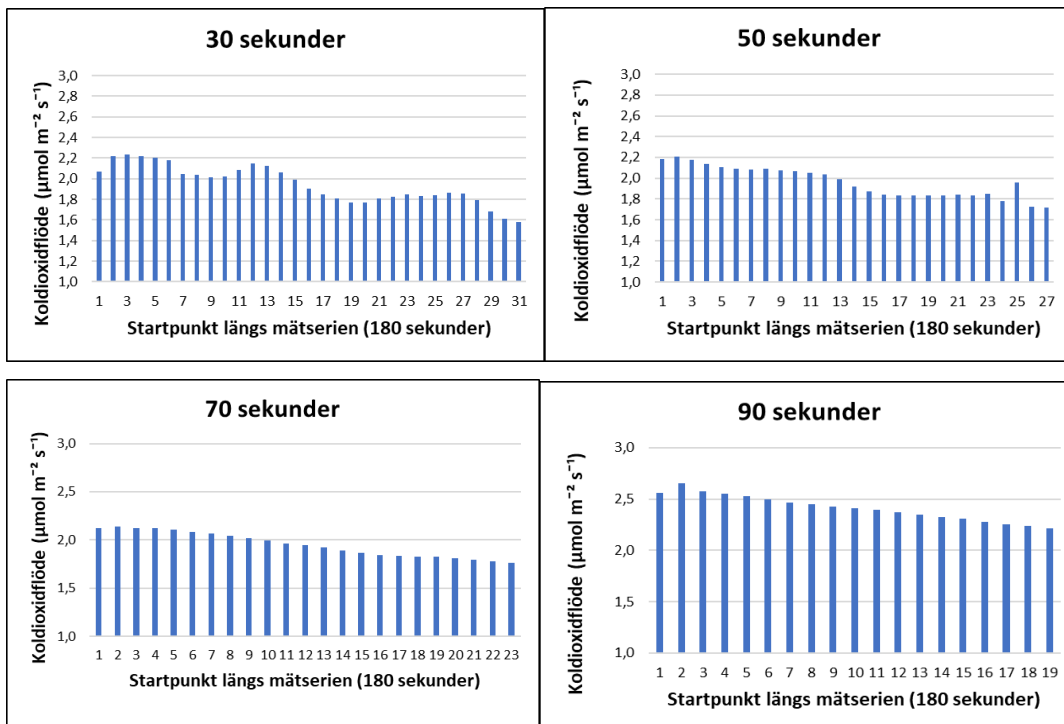 30 sekunder
Koldioxidflöde (µmol m⁻² s⁻¹)
3,0
2,8
2,6
2,4
2,2
2,0
1,8
1,6
1,4
1,2
1,0
1 3 5 7 9 11 13 15 17 19 21 23 25 27 29 31
Startpunkt längs mätserien (180 sekunder)
50 sekunder
Koldioxidflöde (µmol m⁻² s⁻¹)
3,0
2,8
2,6
2,4
2,2
2,0
1,8
1,6
1,4
1,2
1,0
1 3 5 7 9 11 13 15 17 19 21 23 25 27
Startpunkt längs mätserien (180 sekunder)
70 sekunder
Koldioxidflöde (µmol m⁻² s⁻¹)
3,0
2,5
2,0
1,5
1,0
1 2 3 4 5 6 7 8 9 10 11 12 13 14 15 16 17 18 19 20 21 22 23
Startpunkt längs mätserien (180 sekunder)
90 sekunder
Koldioxidflöde (µmol m⁻² s⁻¹)
3,0
2,5
2,0
1,5
1,0
1 2 3 4 5 6 7 8 9 10 11 12 13 14 15 16 17 18 19
Startpunkt längs mätserien (180 sekunder)